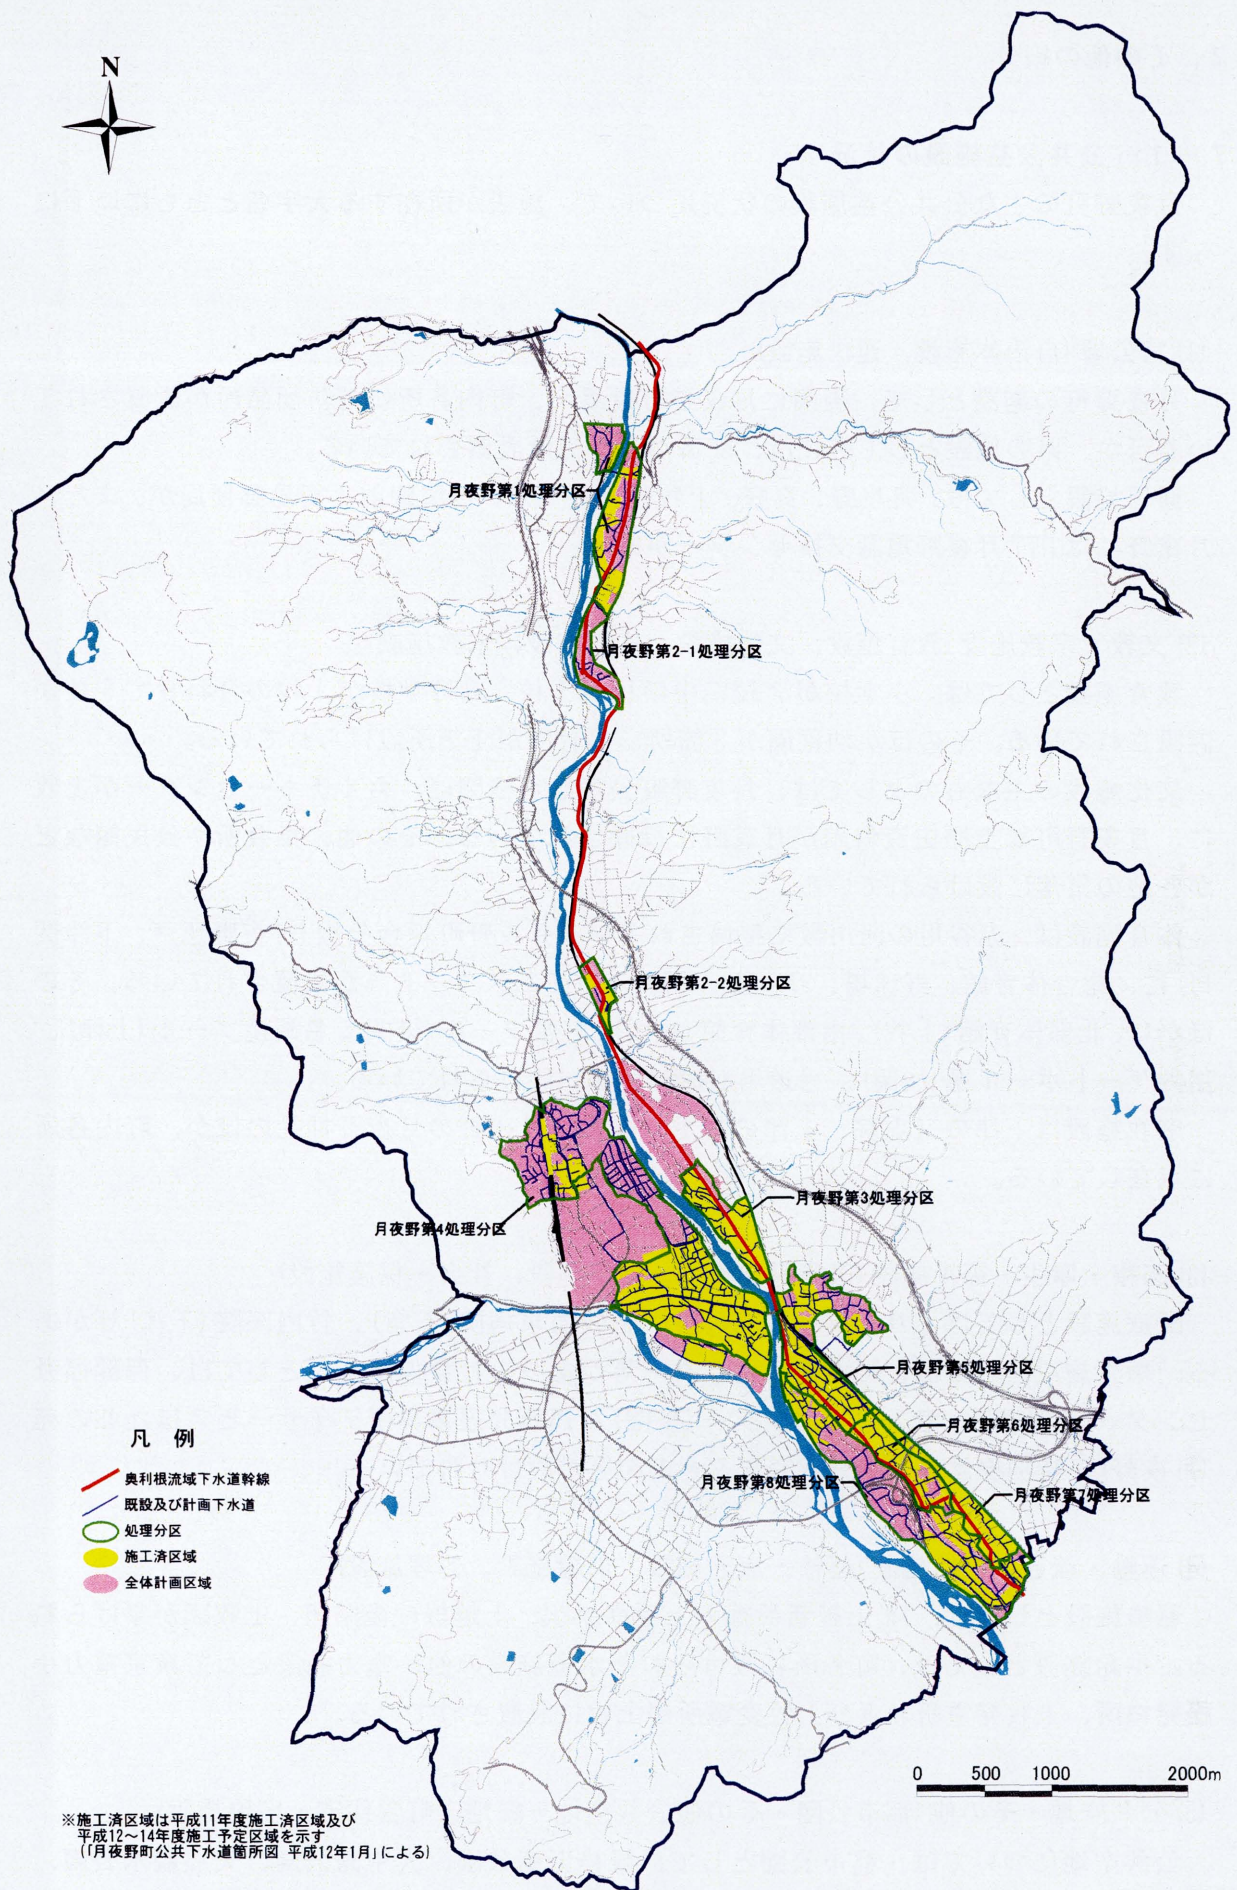 N
月夜野第1処理分区
月夜野第2-1処理分区
月夜野第2-2処理分区
月夜野第3処理分区
月夜野第4処理分区
月夜野第5処理分区
月夜野第6処理分区
月夜野第8処理分区
月夜野第7処理分区
凡 例
奥利根流域下水道幹線
既設及び計画下水道
処理分区
施工済区域
全体計画区域
0 500 1000 2000m
※施工済区域は平成11年度施工済区域及び
平成12~14年度施工予定区域を示す
(「月夜野町公共下水道箇所図 平成12年1月」による)